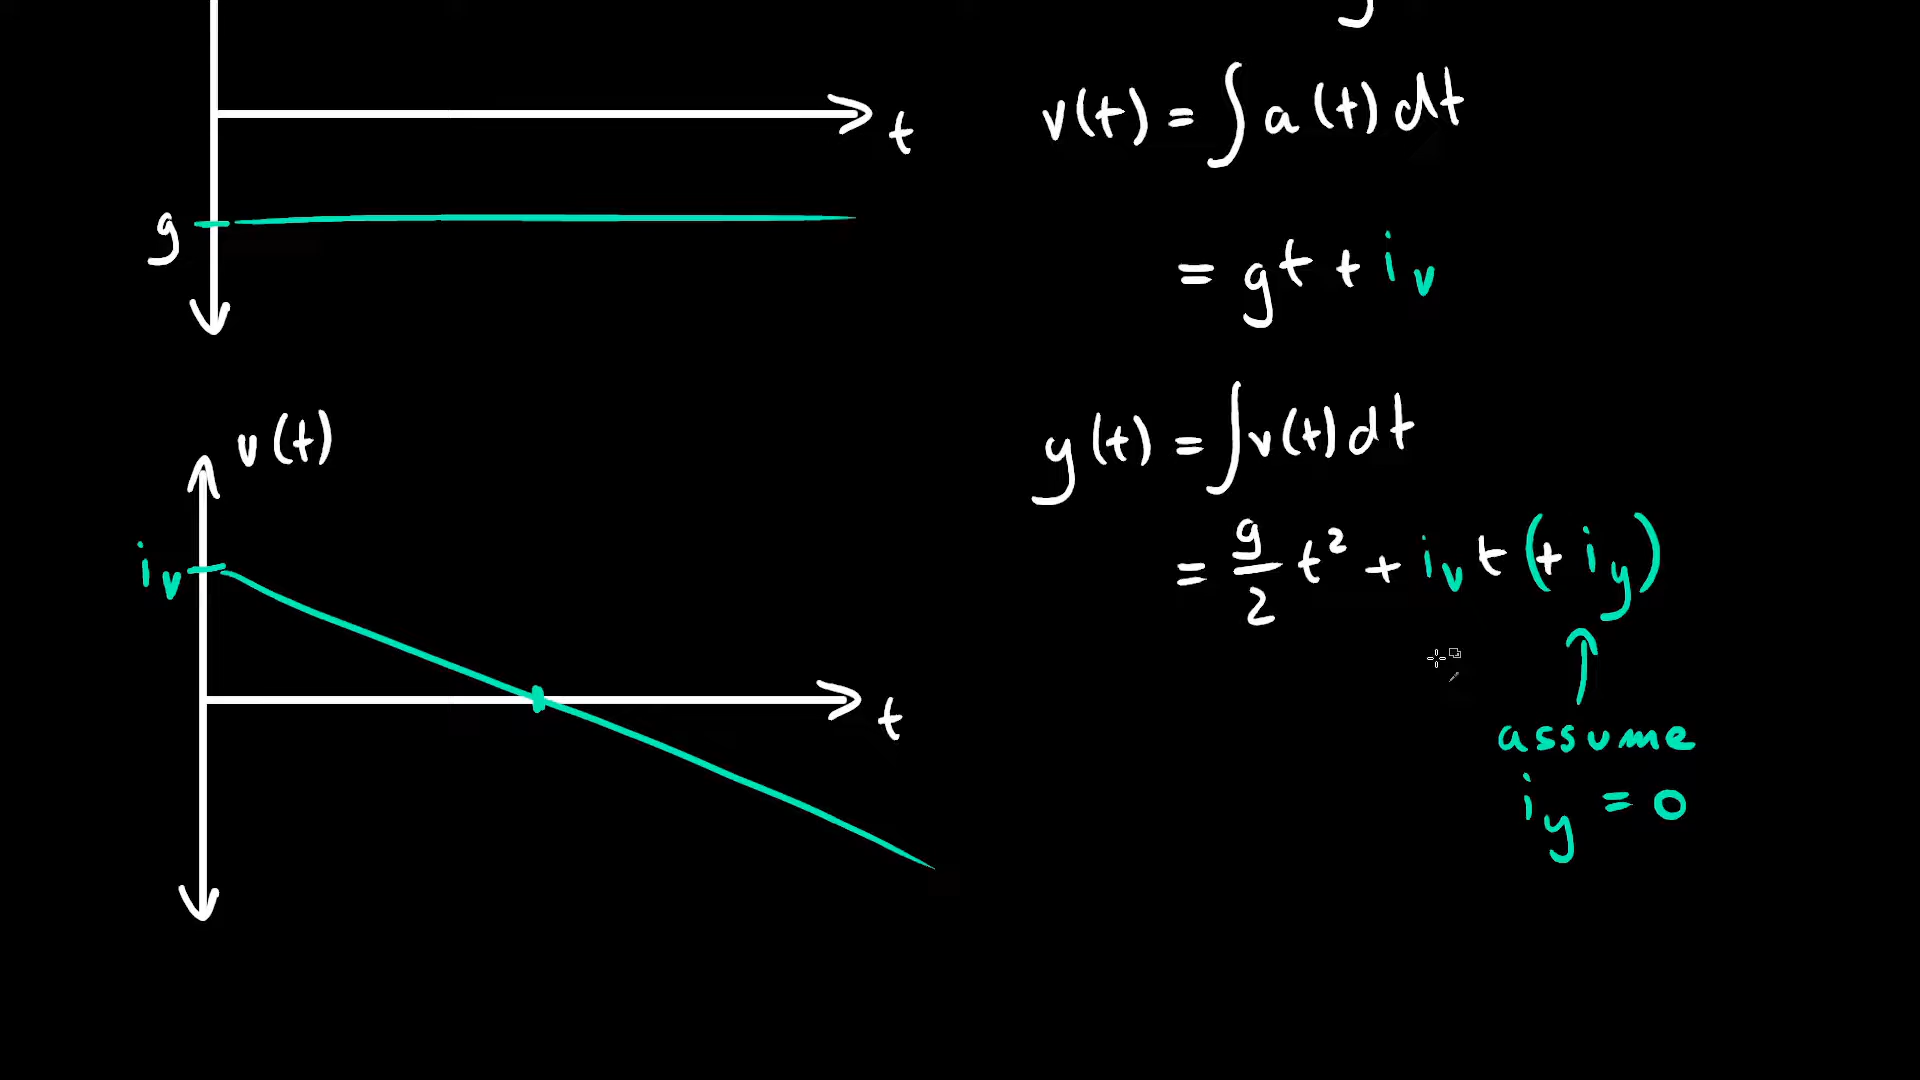 t
g
v(t)
i_v
t
v(t) = ∫ a(t) dt
= gt + i_v
y(t) = ∫ v(t) dt
= g/2 t² + i_v t (+ i_y)
↑
assume
i_y = 0